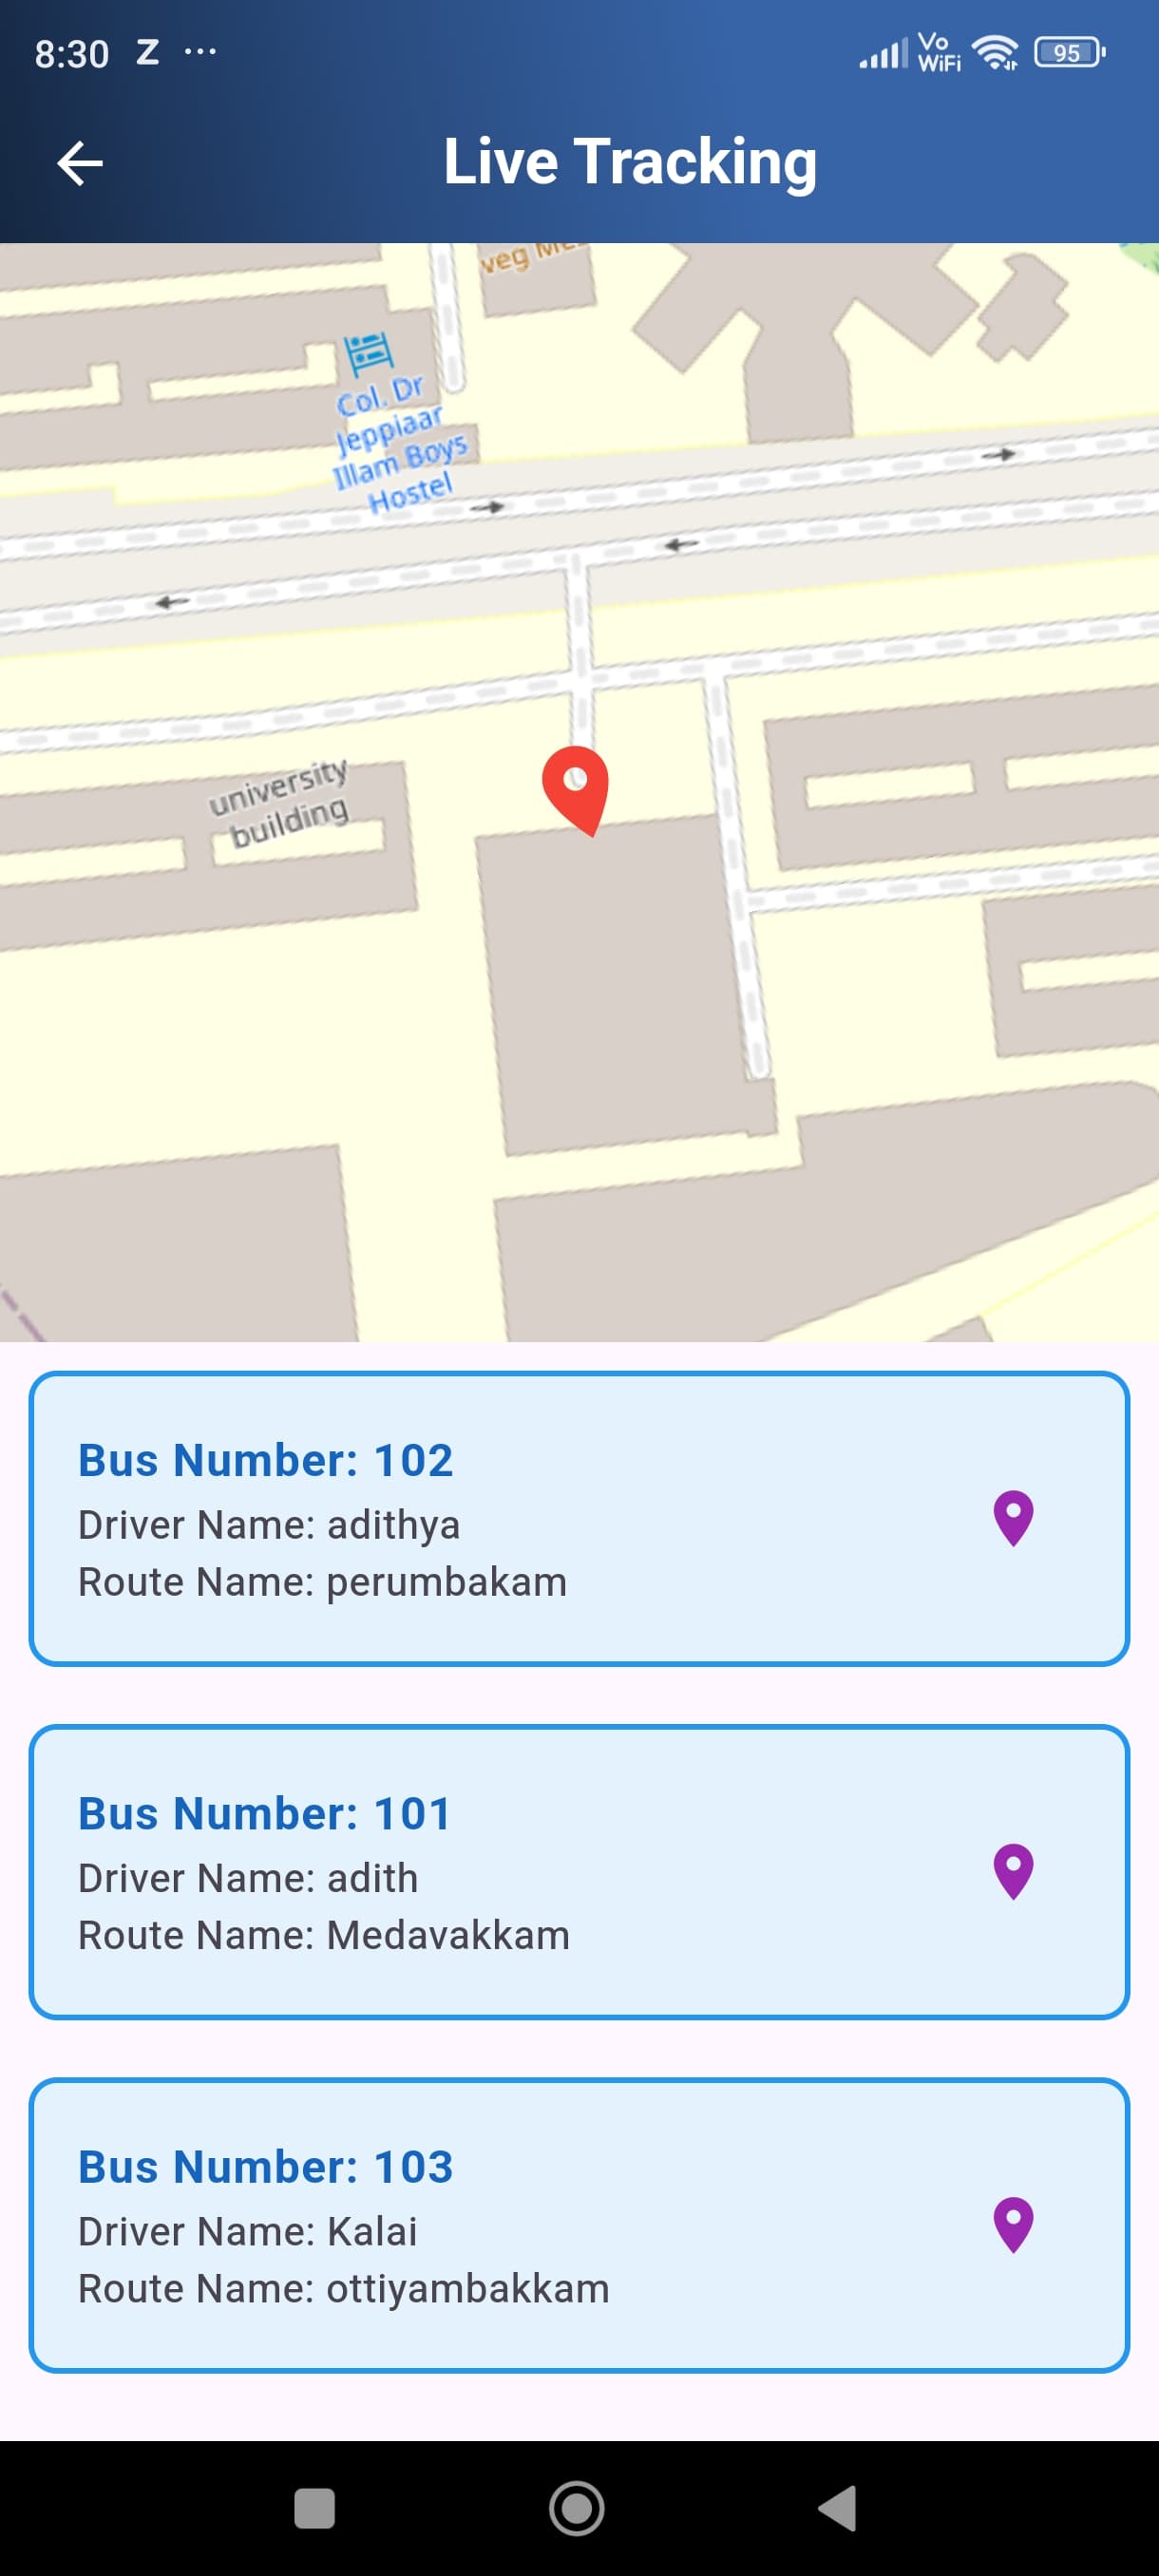 8:30 Z ...
Vo
WiFi
95
Live Tracking
veg
Col. Dr
Jeppiaar
Illam Boys
Hostel
university
building
Bus Number: 102
Driver Name: adithya
Route Name: perumbakam
Bus Number: 101
Driver Name: adith
Route Name: Medavakkam
Bus Number: 103
Driver Name: Kalai
Route Name: ottiyambakkam